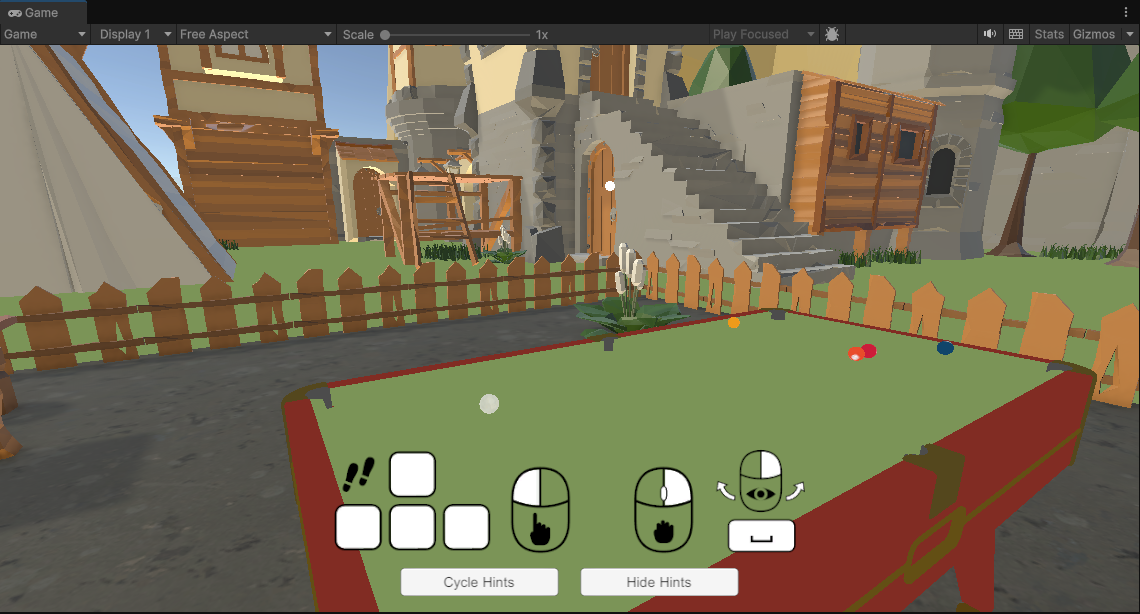 Game
Game Display 1 Free Aspect Scale 1x Play Focused Stats Gizmos
Cycle Hints Hide Hints